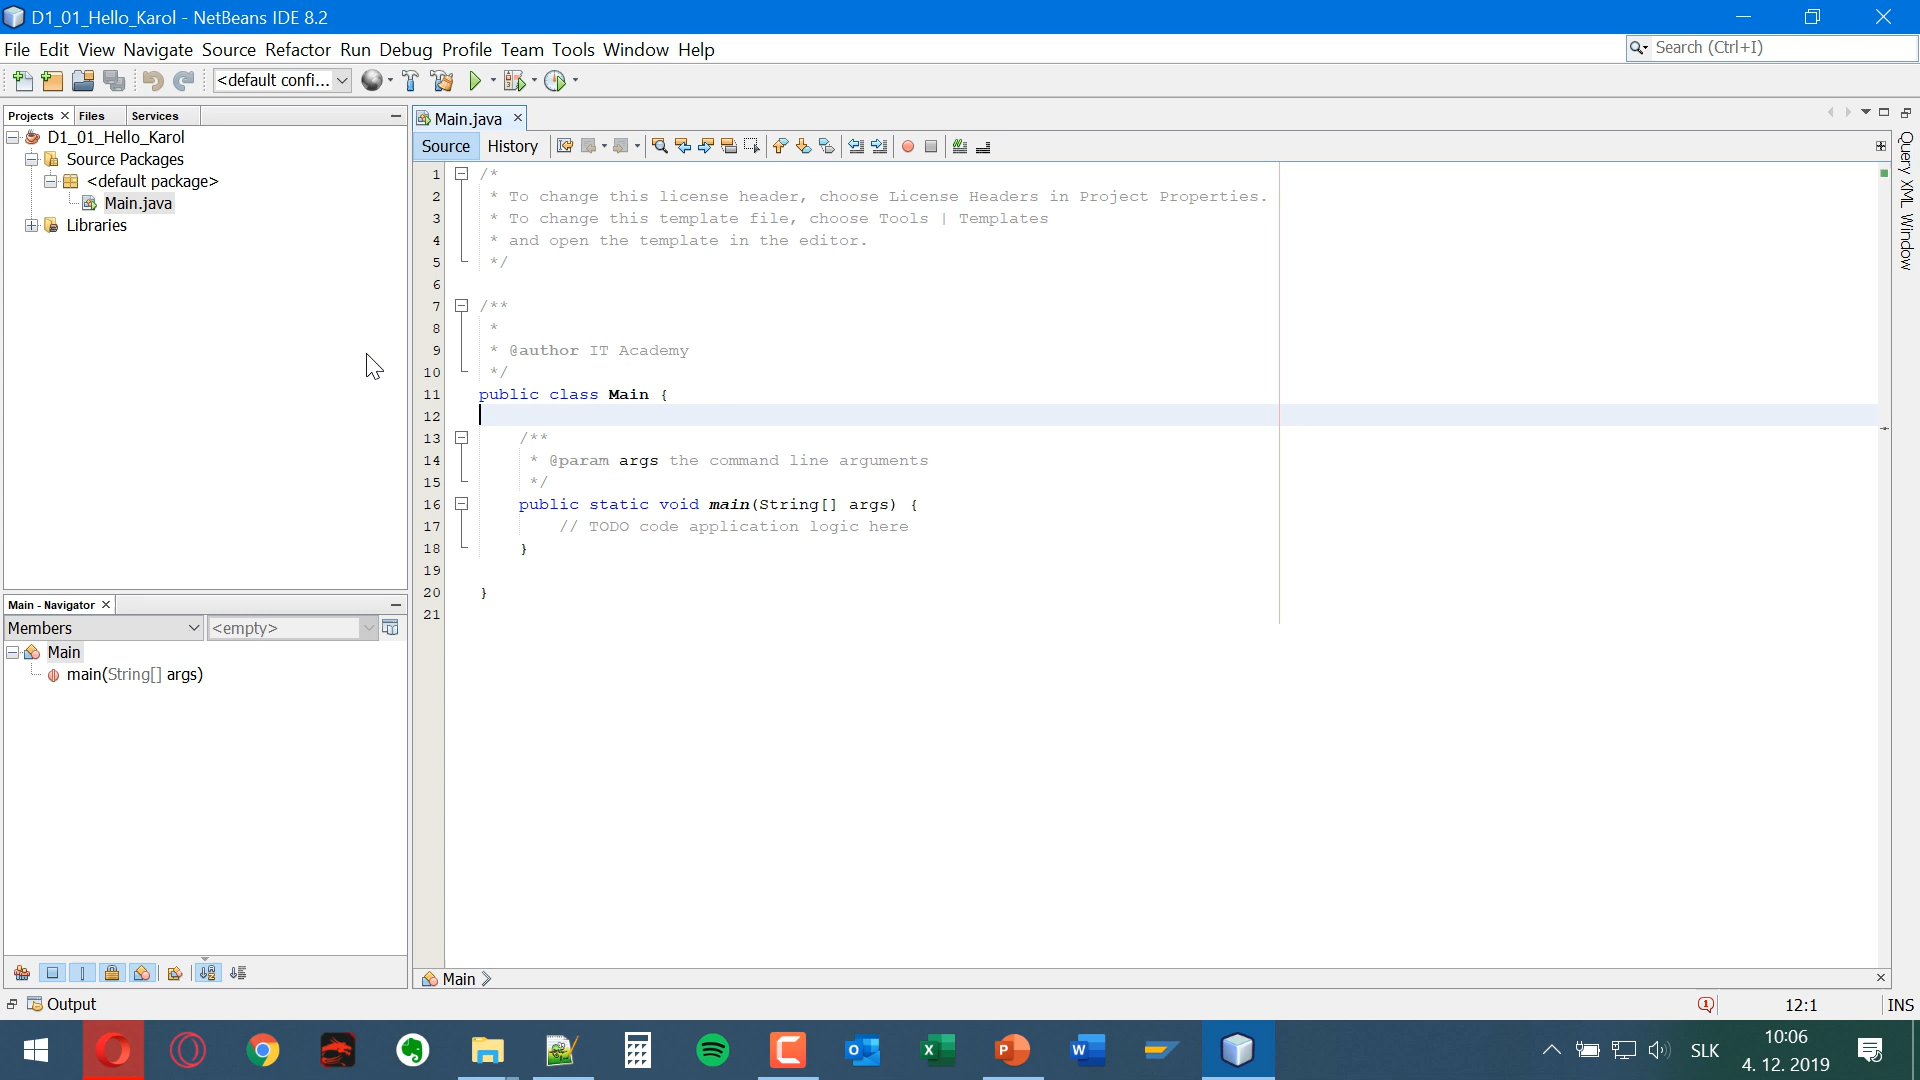 D1_01_Hello_Karol - NetBeans IDE 8.2
File Edit View Navigate Source Refactor Run Debug Profile Team Tools Window Help
Search (Ctrl+I)
<default confi...
Projects Files Services
D1_01_Hello_Karol
Source Packages
<default package>
Main.java
Libraries
Main.java
Source History
1 /*
2 * To change this license header, choose License Headers in Project Properties.
3 * To change this template file, choose Tools | Templates
4 * and open the template in the editor.
5 */
6
7 /**
8 *
9 * @author IT Academy
10 */
11 public class Main {
12
13 /**
14 * @param args the command line arguments
15 */
16 public static void main(String[] args) {
17 // TODO code application logic here
18 }
19
20 }
21
Query XML Window
Main - Navigator
Members <empty>
Main
main(String[] args)
Main
Output
12:1 INS
SLK
10:06
4. 12. 2019